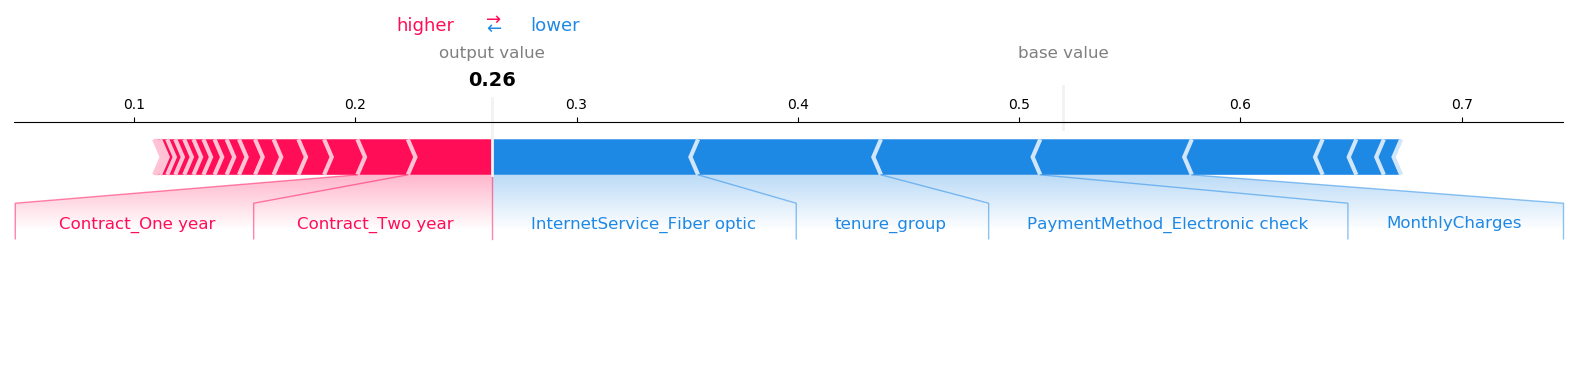 higher ⇄ lower
output value base value
0.26
0.1 0.2 0.3 0.4 0.5 0.6 0.7
Contract_One year Contract_Two year InternetService_Fiber optic tenure_group PaymentMethod_Electronic check MonthlyCharges